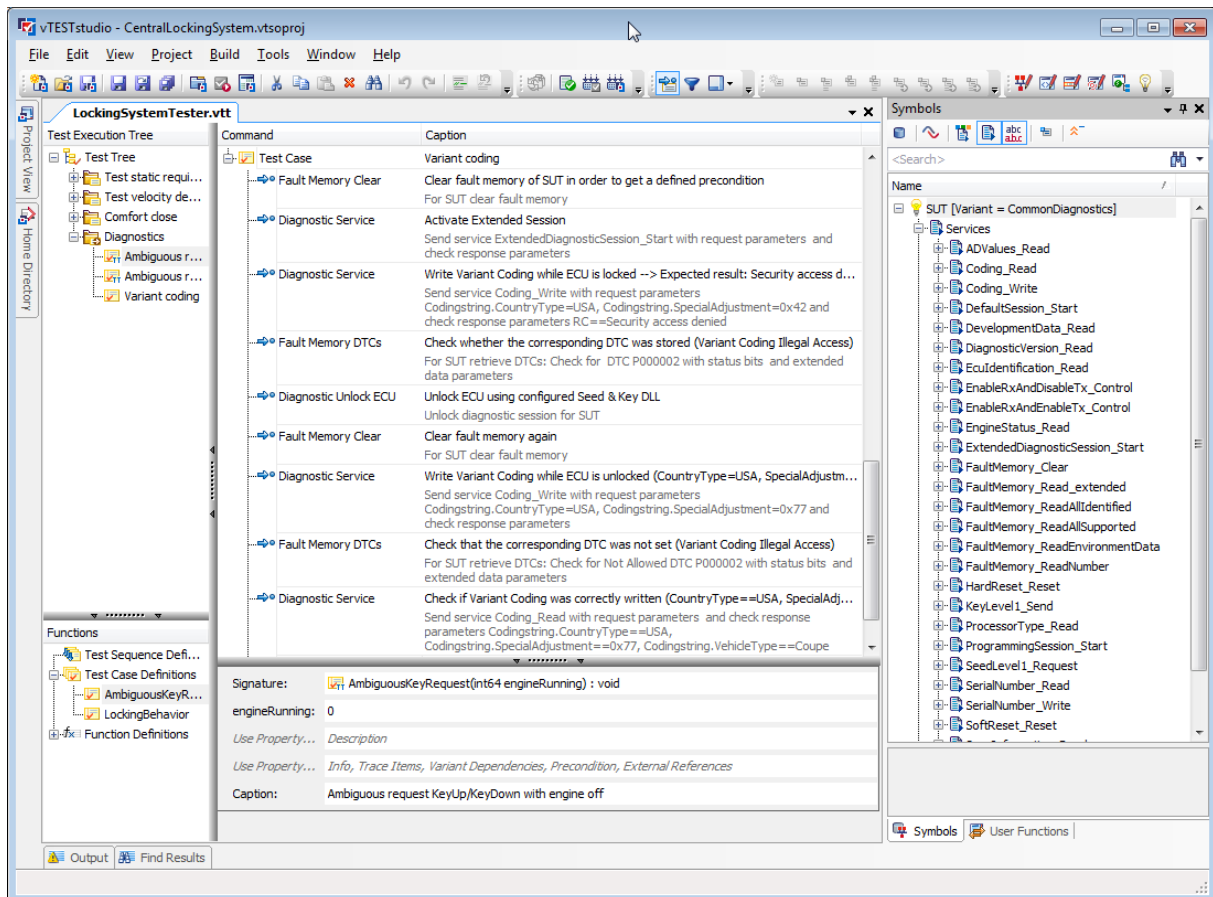 vTESTstudio - CentralLockingSystem.vtsoproj
File Edit View Project Build Tools Window Help
Project View
Home Directory
LockingSystemTester.vtt
Test Execution Tree
Test Tree
Test static requi...
Test velocity de...
Comfort close
Diagnostics
Ambiguous r...
Ambiguous r...
Variant coding
Functions
Test Sequence Defi...
Test Case Definitions
AmbiguousKeyR...
LockingBehavior
Function Definitions
Command Caption
Test Case Variant coding
Fault Memory Clear Clear fault memory of SUT in order to get a defined precondition
For SUT clear fault memory
Diagnostic Service Activate Extended Session
Send service ExtendedDiagnosticSession_Start with request parameters and
check response parameters
Diagnostic Service Write Variant Coding while ECU is locked --> Expected result: Security access d...
Send service Coding_Write with request parameters
Codingstring.CountryType=USA, Codingstring.SpecialAdjustment=0x42 and
check response parameters RC==Security access denied
Fault Memory DTCs Check whether the corresponding DTC was stored (Variant Coding Illegal Access)
For SUT retrieve DTCs: Check for DTC P000002 with status bits and extended
data parameters
Diagnostic Unlock ECU Unlock ECU using configured Seed & Key DLL
Unlock diagnostic session for SUT
Fault Memory Clear Clear fault memory again
For SUT clear fault memory
Diagnostic Service Write Variant Coding while ECU is unlocked (CountryType=USA, SpecialAdjustm...
Send service Coding_Write with request parameters
Codingstring.CountryType=USA, Codingstring.SpecialAdjustment=0x77 and
check response parameters
Fault Memory DTCs Check that the corresponding DTC was not set (Variant Coding Illegal Access)
For SUT retrieve DTCs: Check for Not Allowed DTC P000002 with status bits and
extended data parameters
Diagnostic Service Check if Variant Coding was correctly written (CountryType==USA, SpecialAdj...
Send service Coding_Read with request parameters and check response
parameters Codingstring.CountryType==USA,
Codingstring.SpecialAdjustment==0x77, Codingstring.VehicleType==Coupe
Signature: AmbiguousKeyRequest(int64 engineRunning) : void
engineRunning: 0
Use Property... Description
Use Property... Info, Trace Items, Variant Dependencies, Precondition, External References
Caption: Ambiguous request KeyUp/KeyDown with engine off
Symbols
abc
abc
<Search>
Name
SUT [Variant = CommonDiagnostics]
Services
ADValues_Read
Coding_Read
Coding_Write
DefaultSession_Start
DevelopmentData_Read
DiagnosticVersion_Read
EcuIdentification_Read
EnableRxAndDisableTx_Control
EnableRxAndEnableTx_Control
EngineStatus_Read
ExtendedDiagnosticSession_Start
FaultMemory_Clear
FaultMemory_Read_extended
FaultMemory_ReadAllIdentified
FaultMemory_ReadAllSupported
FaultMemory_ReadEnvironmentData
FaultMemory_ReadNumber
HardReset_Reset
KeyLevel1_Send
ProcessorType_Read
ProgrammingSession_Start
SeedLevel1_Request
SerialNumber_Read
SerialNumber_Write
SoftReset_Reset
Symbols User Functions
Output Find Results